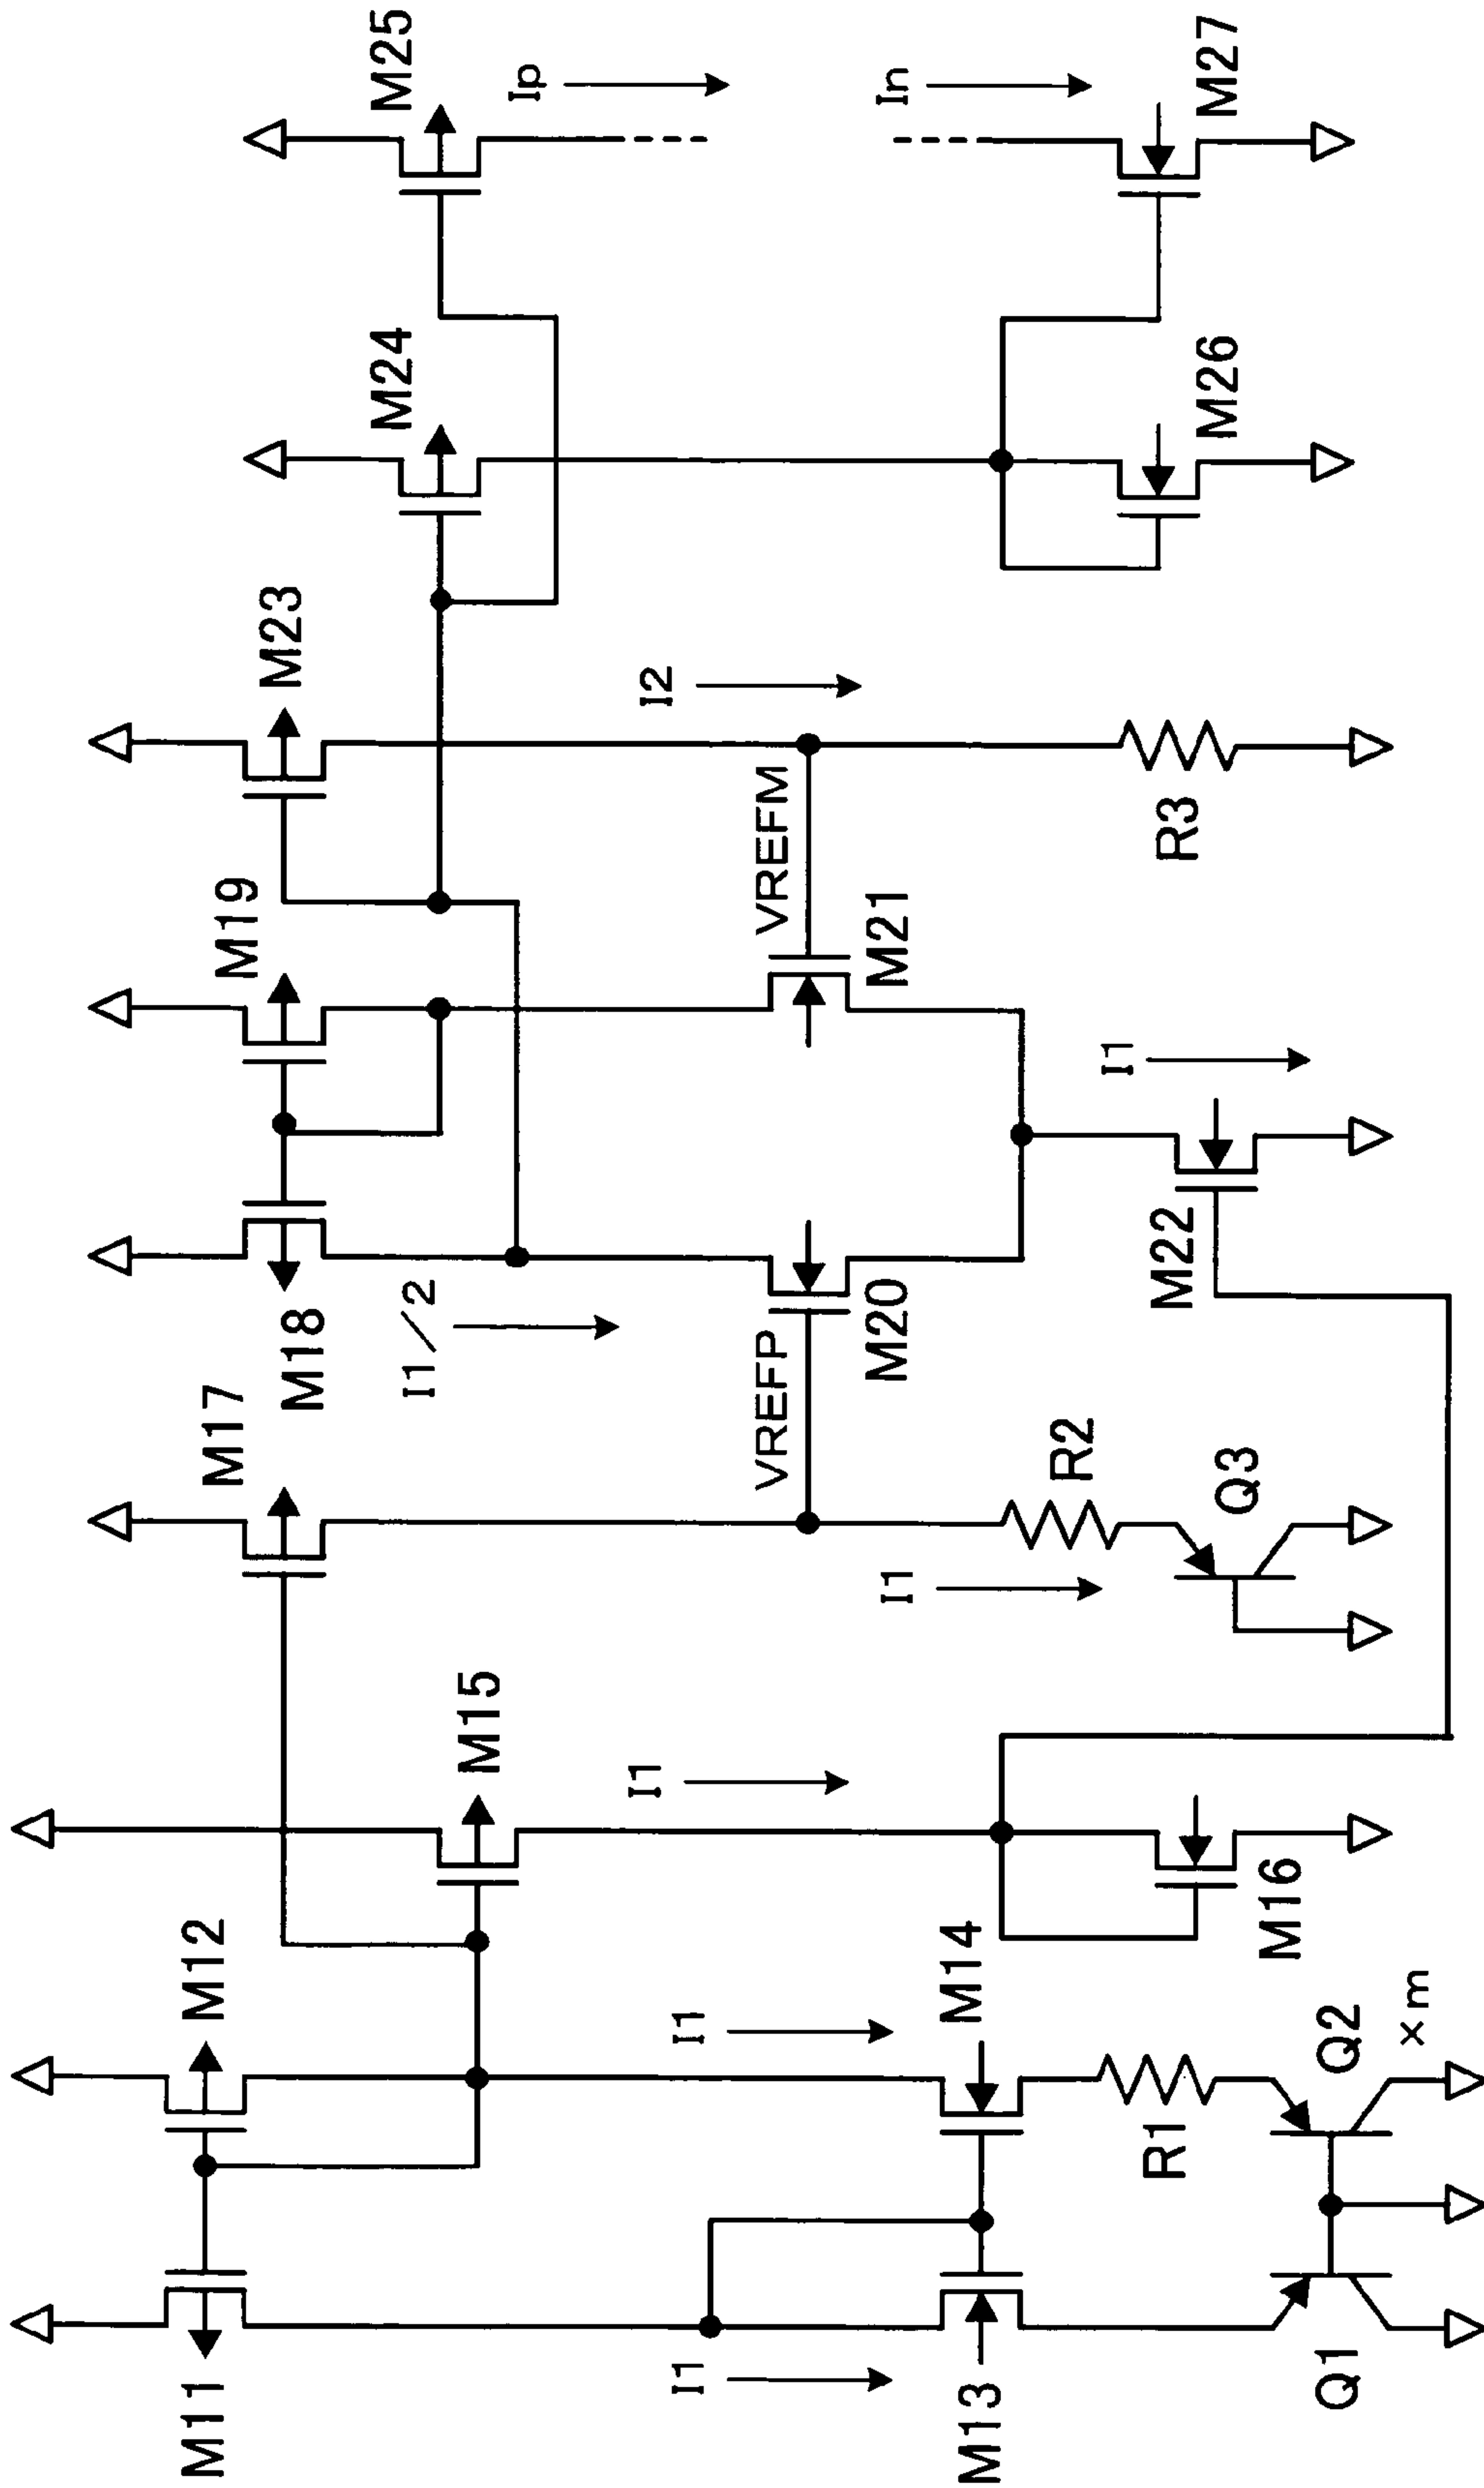 M11
M12
M15
M17
M18
M19
M23
M24
M25
I1
I1
I1
I1/2
I2
Ip
M13
M14
M16
I1
VREFP
M20
VREFM
M21
I1
M22
In
M26
M27
R1
R2
R3
Q1
Q2
×m
Q3